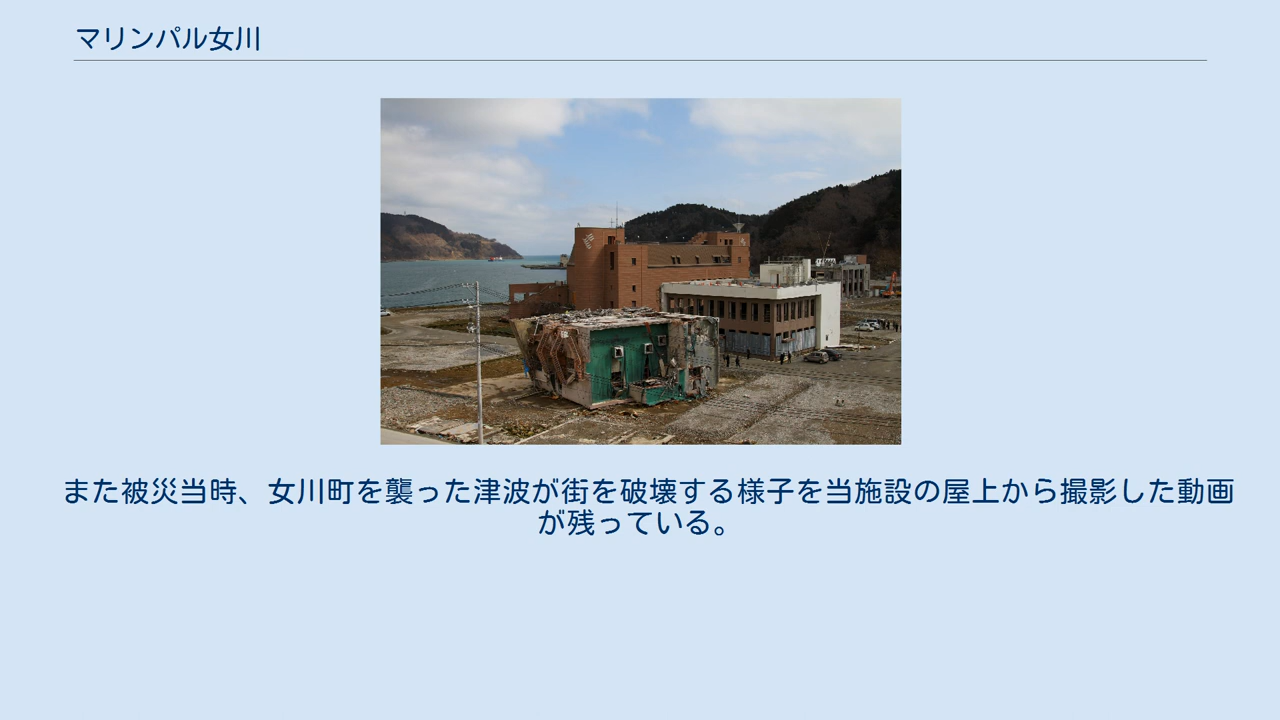 マリンパル女川
また被災当時、女川町を襲った津波が街を破壊する様子を当施設の屋上から撮影した動画
が残っている。